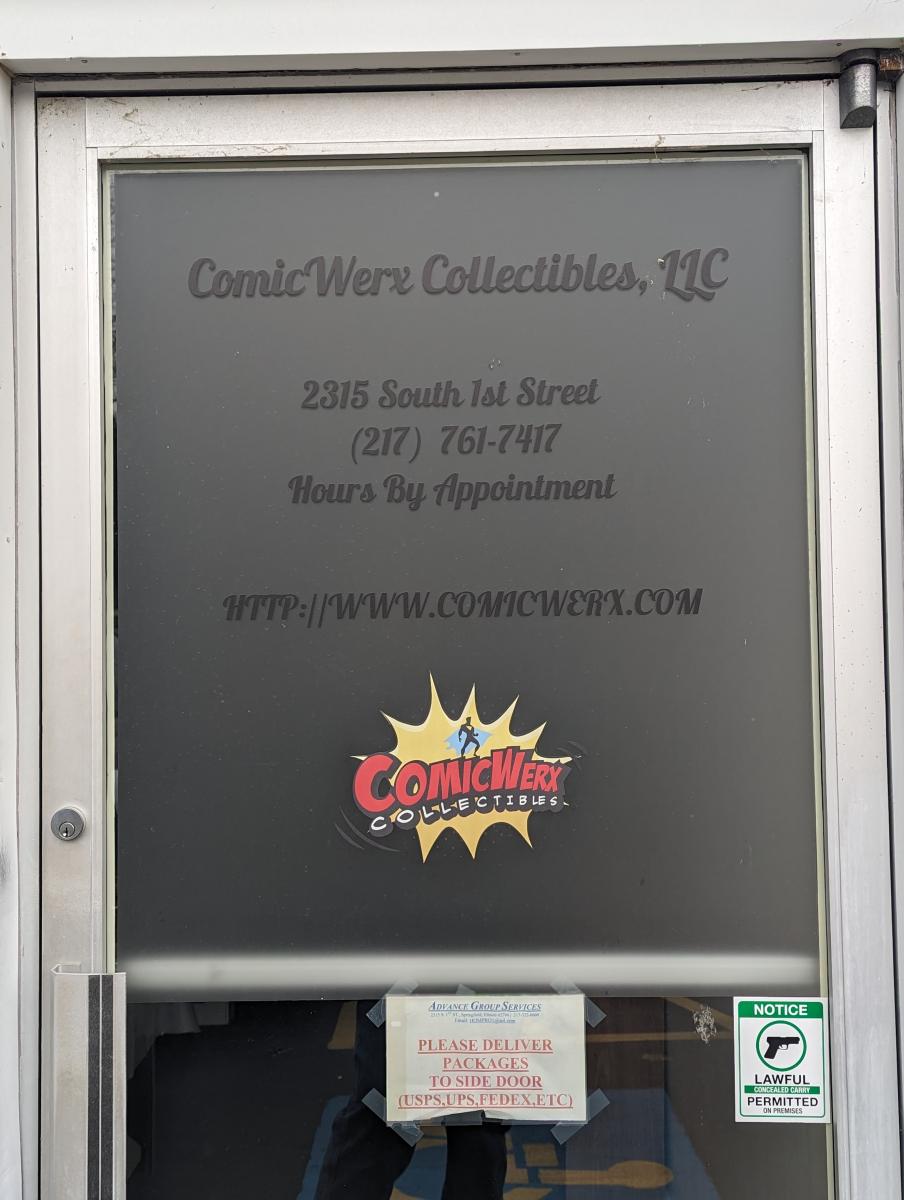 ComicWerx Collectibles, LLC
2315 South 1st Street
(217) 761-7417
Hours By Appointment
HTTP://WWW.COMICWERX.COM
COMICWERX
COLLECTIBLES
ADVANCE GROUP SERVICES
PLEASE DELIVER
PACKAGES
TO SIDE DOOR
(USPS,UPS,FEDEX,ETC)
NOTICE
LAWFUL
CONCEALED CARRY
PERMITTED
ON PREMISES